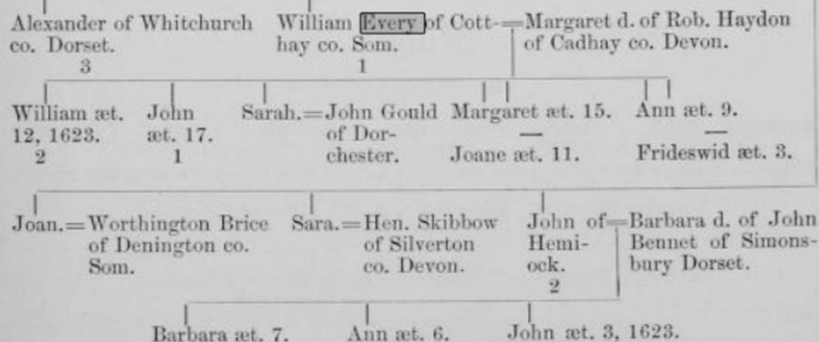 Alexander of Whitchurch William Every of Cott-=Margaret d. of Rob. Haydon
co. Dorset. hay co. Som. of Cadhay co. Devon.
3 1
William æt. John Sarah.=John Gould Margaret æt. 15. Ann æt. 9.
12, 1623. æt. 17. of Dor- — —
2 1 chester. Joane æt. 11. Frideswid æt. 3.
Joan.=Worthington Brice Sara.=Hen. Skibbow John of=Barbara d. of John
of Denington co. of Silverton Hemi- Bennet of Simons-
Som. co. Devon. ock. bury Dorset.
2
Barbara æt. 7. Ann æt. 6. John æt. 3, 1623.